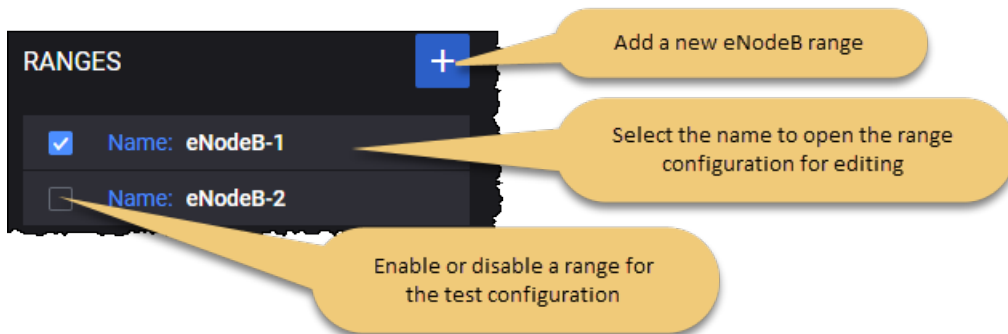 Add a new eNodeB range
RANGES
+
Name: eNodeB-1
Select the name to open the range
configuration for editing
Name: eNodeB-2
Enable or disable a range for
the test configuration